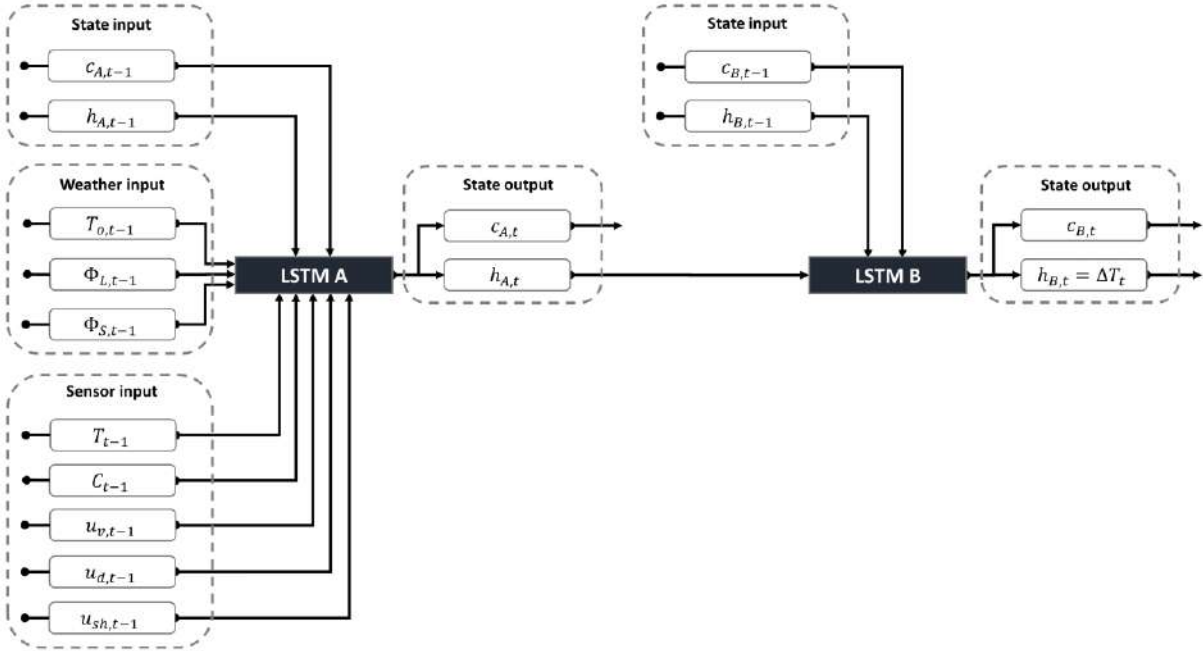 State input
c_{A,t-1}
h_{A,t-1}
Weather input
T_{o,t-1}
Φ_{L,t-1}
Φ_{S,t-1}
Sensor input
T_{t-1}
C_{t-1}
u_{v,t-1}
u_{d,t-1}
u_{sh,t-1}
LSTM A
State output
c_{A,t}
h_{A,t}
State input
c_{B,t-1}
h_{B,t-1}
LSTM B
State output
c_{B,t}
h_{B,t} = ΔT_t